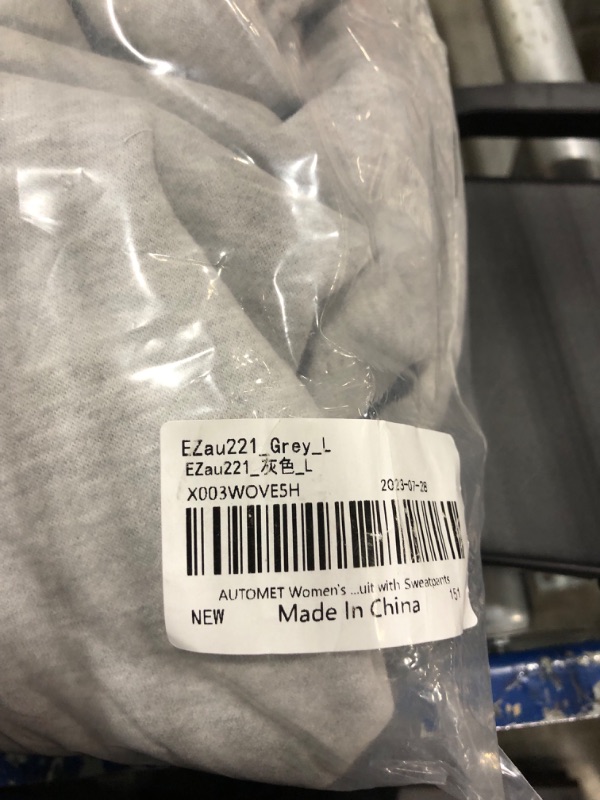 EZau221_Grey_L
EZau221_灰色_L
X003WOVE5H 2023-07-28
AUTOMET Women's ...uit with Sweatpants
NEW Made In China 151